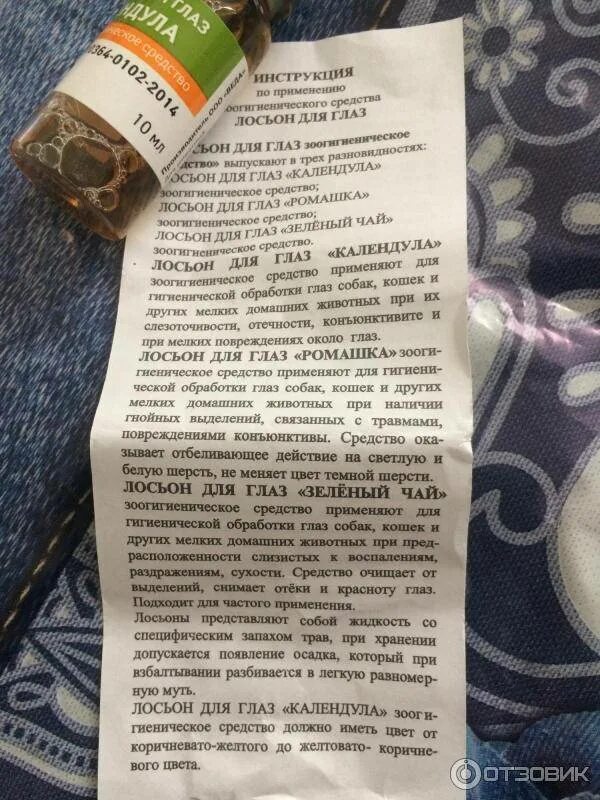 ГЛАЗ
ДУЛА
ическое средство
364-0102-2014
10 мл
Производитель ООО «ВЕДА»
ИНСТРУКЦИЯ
по применению
зоогигиенического средства
ЛОСЬОН ДЛЯ ГЛАЗ
ЬОН ДЛЯ ГЛАЗ зоогигиеническое
дство» выпускают в трех разновидностях:
ЛОСЬОН ДЛЯ ГЛАЗ «КАЛЕНДУЛА»
зоогигиеническое средство;
ЛОСЬОН ДЛЯ ГЛАЗ «РОМАШКА»
зоогигиеническое средство;
ЛОСЬОН ДЛЯ ГЛАЗ «ЗЕЛЁНЫЙ ЧАЙ»
зоогигиеническое средство.
ЛОСЬОН ДЛЯ ГЛАЗ «КАЛЕНДУЛА»
зоогигиеническое средство применяют для
гигиенической обработки глаз собак, кошек и
других мелких домашних животных при их
слезоточивости, отечности, конъюнктивите и
при мелких повреждениях около глаз.
ЛОСЬОН ДЛЯ ГЛАЗ «РОМАШКА» зооги-
гиеническое средство применяют для гигиени-
ческой обработки глаз собак, кошек и других
мелких домашних животных при наличии
гнойных выделений, связанных с травмами,
повреждениями конъюнктивы. Средство ока-
зывает отбеливающее действие на светлую и
белую шерсть, не меняет цвет темной шерсти.
ЛОСЬОН ДЛЯ ГЛАЗ «ЗЕЛЁНЫЙ ЧАЙ»
зоогигиеническое средство применяют для
гигиенической обработки глаз собак, кошек и
других мелких домашних животных при пред-
расположенности слизистых к воспалениям,
раздражениям, сухости. Средство очищает от
выделений, снимает отёки и красноту глаз.
Подходит для частого применения.
Лосьоны представляют собой жидкость со
специфическим запахом трав, при хранении
допускается появление осадка, который при
взбалтывании разбивается в легкую равномер-
ную муть.
ЛОСЬОН ДЛЯ ГЛАЗ «КАЛЕНДУЛА» зооги-
гиеническое средство должно иметь цвет от
коричневато-желтого до желтовато- коричне-
вого цвета.
ОТЗОВИК